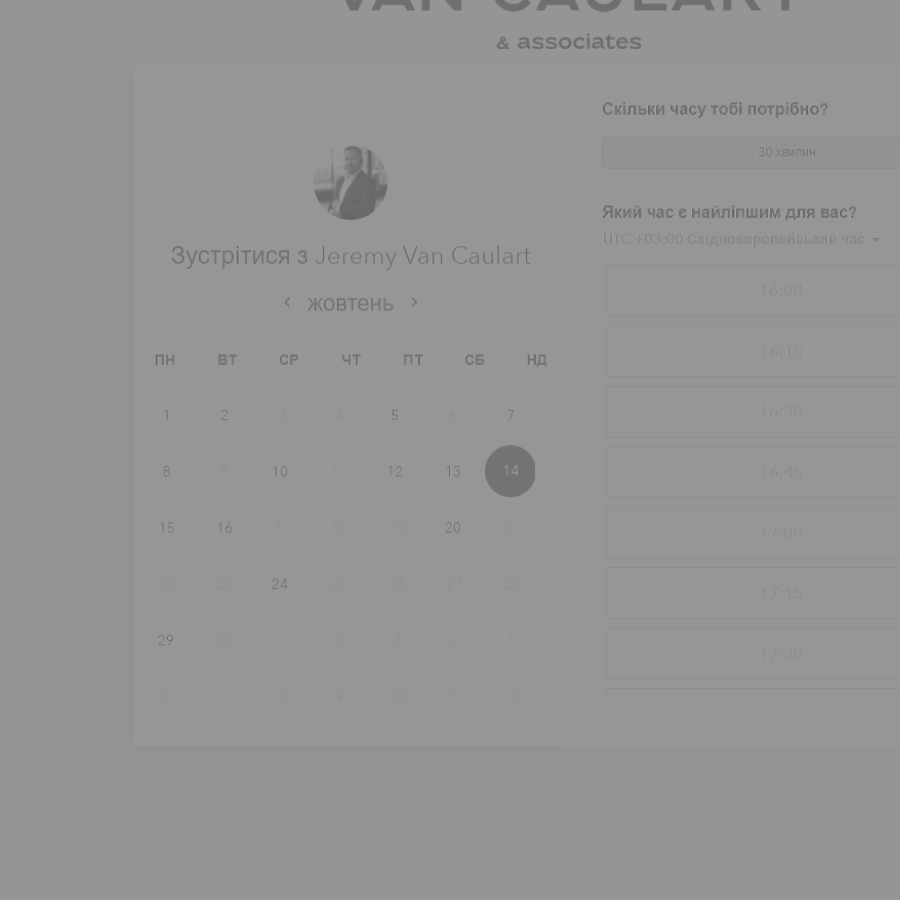 VAN CAULART
& associates
Зустрітися з Jeremy Van Caulart
жовтень
ПН ВТ СР ЧТ ПТ СБ НД
1 2 3 4 5 6 7
8 9 10 11 12 13 14
15 16 17 18 19 20 21
22 23 24 25 26 27 28
29 30 1 2 3 4 5
6 7 8 9 10 11 12
Скільки часу тобі потрібно?
30 хвилин
Який час є найліпшим для вас?
UTC +03:00 Східноєвропейський час
16:00
16:15
16:30
16:45
17:00
17:15
17:30